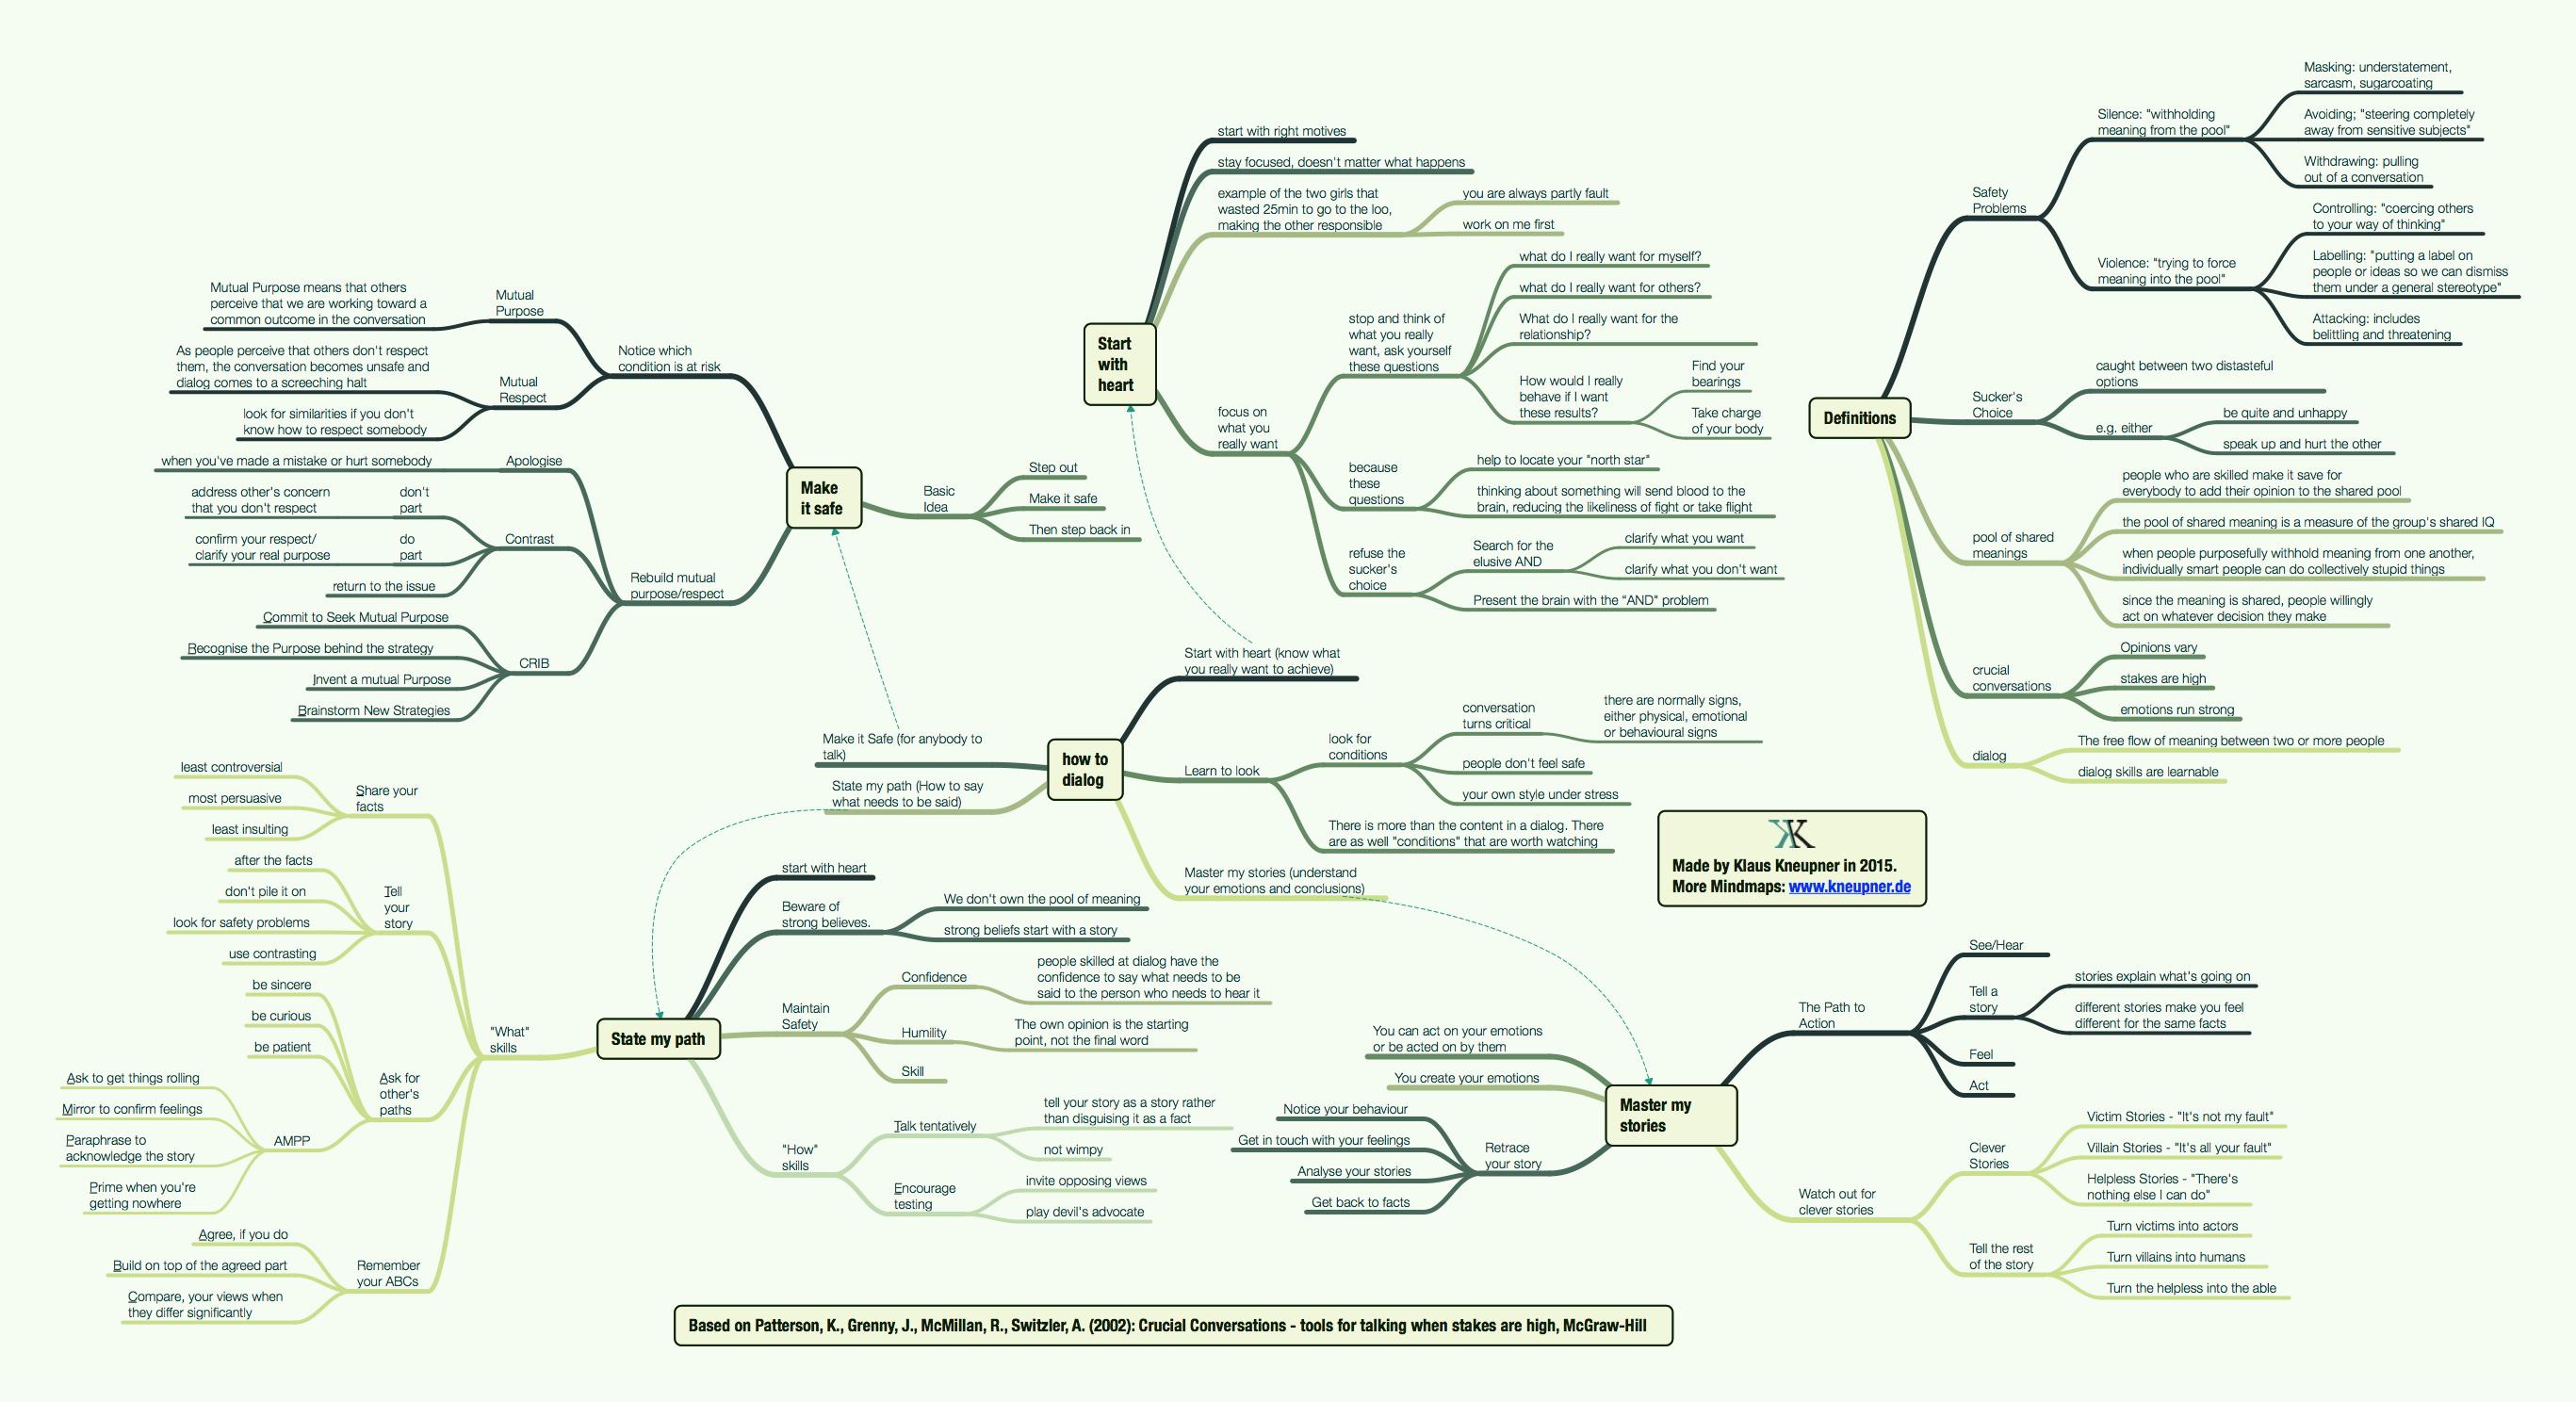 Make
it safe
Notice which
condition is at risk
Mutual
Purpose
Mutual Purpose means that others
perceive that we are working toward a
common outcome in the conversation
Mutual
Respect
As people perceive that others don't respect
them, the conversation becomes unsafe and
dialog comes to a screeching halt
look for similarities if you don't
know how to respect somebody
Rebuild mutual
purpose/respect
Apologise
when you've made a mistake or hurt somebody
Contrast
don't
part
address other's concern
that you don't respect
do
part
confirm your respect/
clarify your real purpose
return to the issue
CRIB
Commit to Seek Mutual Purpose
Recognise the Purpose behind the strategy
Invent a mutual Purpose
Brainstorm New Strategies
Basic
Idea
Step out
Make it safe
Then step back in
Start
with
heart
start with right motives
stay focused, doesn't matter what happens
example of the two girls that
wasted 25min to go to the loo,
making the other responsible
you are always partly fault
work on me first
focus on
what you
really want
stop and think of
what you really
want, ask yourself
these questions
what do I really want for myself?
what do I really want for others?
What do I really want for the
relationship?
How would I really
behave if I want
these results?
Find your
bearings
Take charge
of your body
because
these
questions
help to locate your "north star"
thinking about something will send blood to the
brain, reducing the likeliness of fight or take flight
refuse the
sucker's
choice
Search for the
elusive AND
clarify what you want
clarify what you don't want
Present the brain with the “AND” problem
Definitions
Safety
Problems
Silence: "withholding
meaning from the pool"
Masking: understatement,
sarcasm, sugarcoating
Avoiding; "steering completely
away from sensitive subjects"
Withdrawing: pulling
out of a conversation
Violence: "trying to force
meaning into the pool"
Controlling: "coercing others
to your way of thinking"
Labelling: "putting a label on
people or ideas so we can dismiss
them under a general stereotype"
Attacking: includes
belittling and threatening
Sucker's
Choice
caught between two distasteful
options
e.g. either
be quite and unhappy
speak up and hurt the other
pool of shared
meanings
people who are skilled make it save for
everybody to add their opinion to the shared pool
the pool of shared meaning is a measure of the group's shared IQ
when people purposefully withhold meaning from one another,
individually smart people can do collectively stupid things
since the meaning is shared, people willingly
act on whatever decision they make
crucial
conversations
Opinions vary
stakes are high
emotions run strong
dialog
The free flow of meaning between two or more people
dialog skills are learnable
how to
dialog
Start with heart (know what
you really want to achieve)
Make it Safe (for anybody to
talk)
State my path (How to say
what needs to be said)
Learn to look
look for
conditions
conversation
turns critical
there are normally signs,
either physical, emotional
or behavioural signs
people don't feel safe
your own style under stress
There is more than the content in a dialog. There
are as well "conditions" that are worth watching
Master my stories (understand
your emotions and conclusions)
KK
Made by Klaus Kneupner in 2015.
More Mindmaps: www.kneupner.de
State my path
start with heart
Beware of
strong believes.
We don't own the pool of meaning
strong beliefs start with a story
Maintain
Safety
Confidence
people skilled at dialog have the
confidence to say what needs to be
said to the person who needs to hear it
Humility
The own opinion is the starting
point, not the final word
Skill
"How"
skills
Talk tentatively
tell your story as a story rather
than disguising it as a fact
not wimpy
Encourage
testing
invite opposing views
play devil's advocate
"What"
skills
Share your
facts
least controversial
most persuasive
least insulting
Tell
your
story
after the facts
don't pile it on
look for safety problems
use contrasting
Ask for
other's
paths
be sincere
be curious
be patient
AMPP
Ask to get things rolling
Mirror to confirm feelings
Paraphrase to
acknowledge the story
Prime when you're
getting nowhere
Remember
your ABCs
Agree, if you do
Build on top of the agreed part
Compare, your views when
they differ significantly
Master my
stories
You can act on your emotions
or be acted on by them
You create your emotions
Retrace
your story
Notice your behaviour
Get in touch with your feelings
Analyse your stories
Get back to facts
The Path to
Action
See/Hear
Tell a
story
stories explain what's going on
different stories make you feel
different for the same facts
Feel
Act
Watch out for
clever stories
Clever
Stories
Victim Stories - "It's not my fault"
Villain Stories - "It's all your fault"
Helpless Stories - "There's
nothing else I can do"
Tell the rest
of the story
Turn victims into actors
Turn villains into humans
Turn the helpless into the able
Based on Patterson, K., Grenny, J., McMillan, R., Switzler, A. (2002): Crucial Conversations - tools for talking when stakes are high, McGraw-Hill